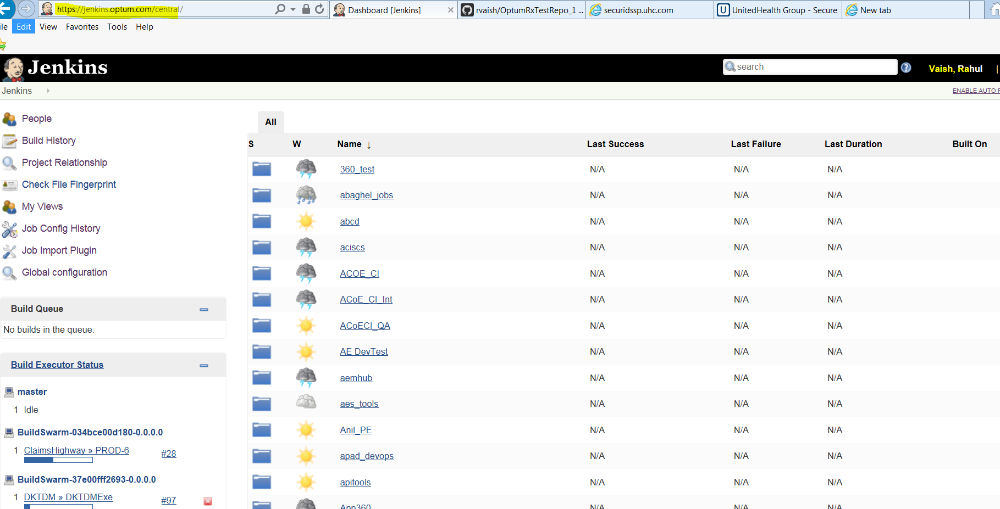 https://jenkins.optum.com/central/
Dashboard [Jenkins]
rvaish/OptumRxTestRepo_1 ...
securidssp.uhc.com
UnitedHealth Group - Secure
New tab
ile Edit View Favorites Tools Help
Jenkins
search
Vaish, Rahul |
Jenkins
ENABLE AUTO
People
Build History
Project Relationship
Check File Fingerprint
My Views
Job Config History
Job Import Plugin
Global configuration
Build Queue
No builds in the queue.
Build Executor Status
master
1 Idle
BuildSwarm-034bce00d180-0.0.0.0
1 ClaimsHighway » PROD-6 #28
BuildSwarm-37e00fff2693-0.0.0.0
1 DKTDM » DKTDMExe #97
All
S W Name ↓ Last Success Last Failure Last Duration Built On
360_test N/A N/A N/A
abaghel_jobs N/A N/A N/A
abcd N/A N/A N/A
aciscs N/A N/A N/A
ACOE_CI N/A N/A N/A
ACoE_CI_Int N/A N/A N/A
ACoECI_QA N/A N/A N/A
AE DevTest N/A N/A N/A
aemhub N/A N/A N/A
aes_tools N/A N/A N/A
Anil_PE N/A N/A N/A
apad_devops N/A N/A N/A
apitools N/A N/A N/A
App360 N/A N/A N/A